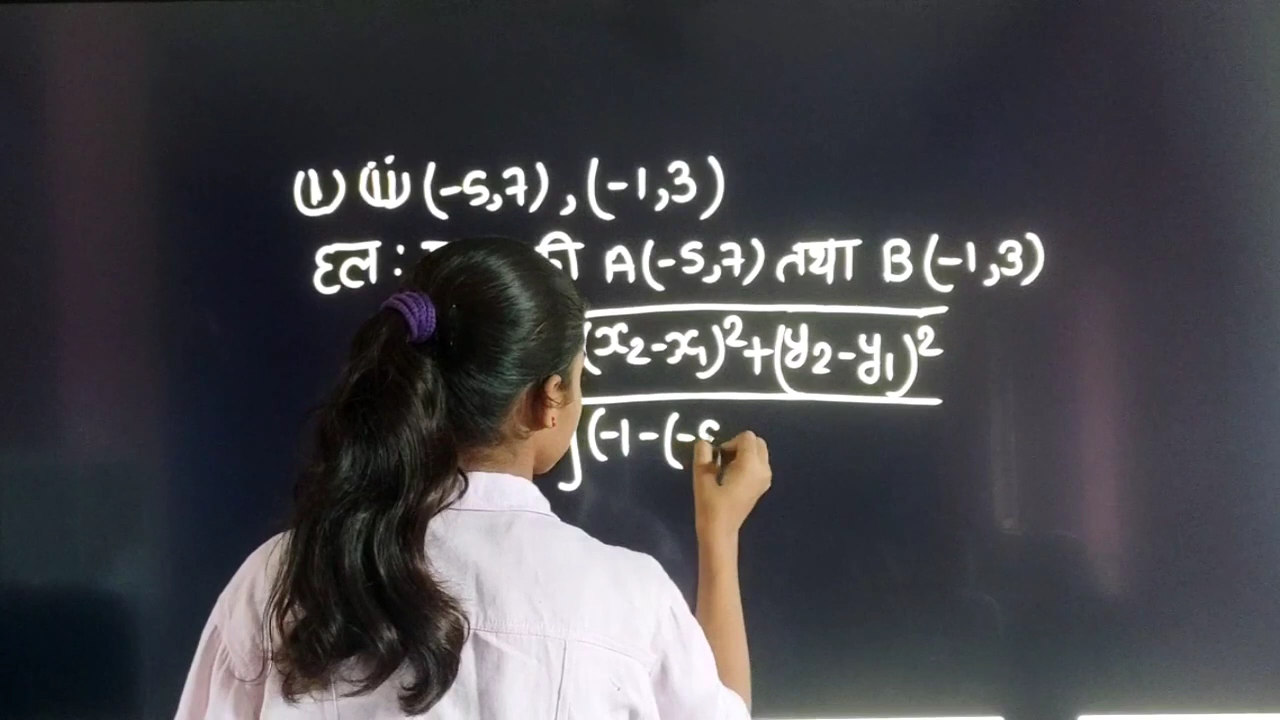 (i) (ii) (-5,7), (-1,3)
हल : की A(-5,7) तथा B(-1,3)
(x₂-x₁)²+(y₂-y₁)²
(-1-(-5